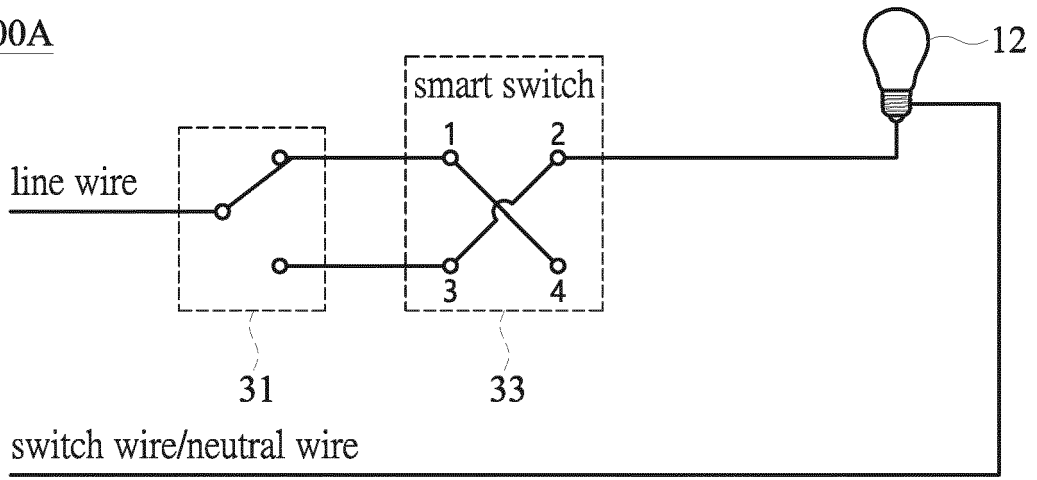 00A
12
smart switch
1 2
line wire
3 4
31 33
switch wire/neutral wire